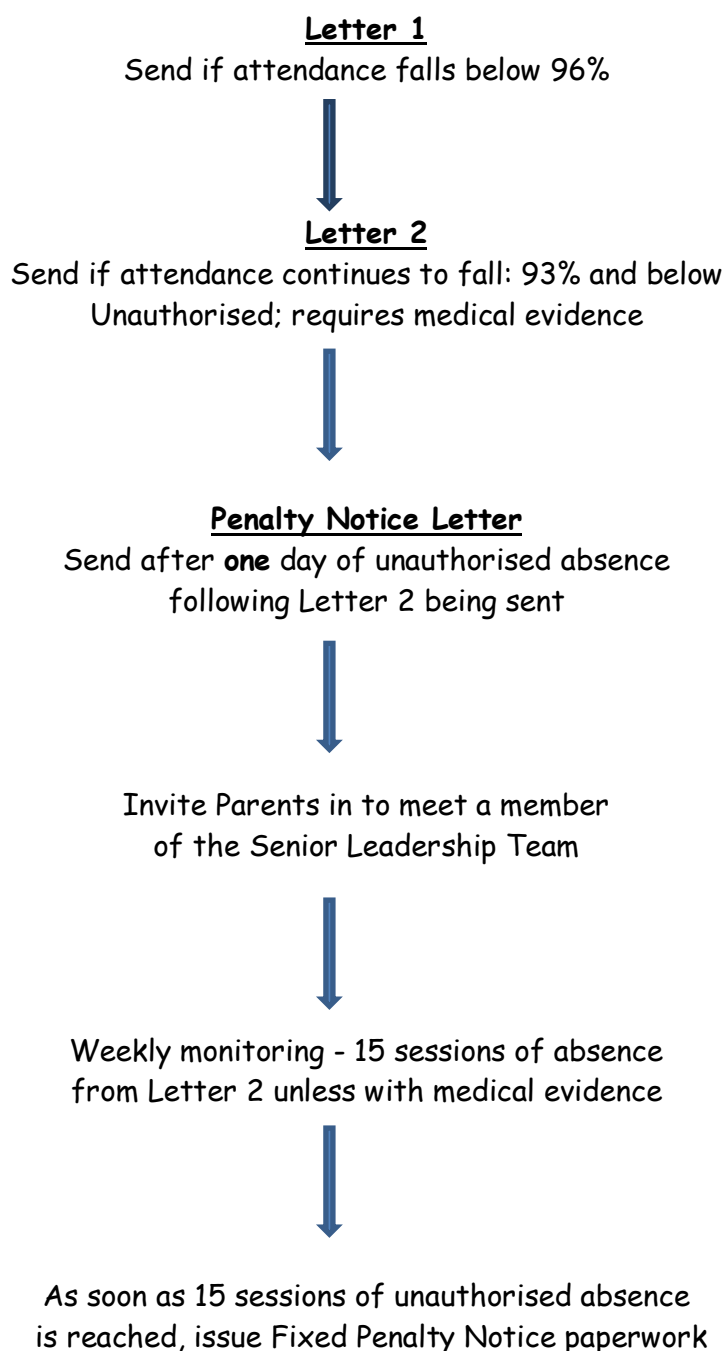 Letter 1
Send if attendance falls below 96%
Letter 2
Send if attendance continues to fall: 93% and below
Unauthorised; requires medical evidence
Penalty Notice Letter
Send after one day of unauthorised absence
following Letter 2 being sent
Invite Parents in to meet a member
of the Senior Leadership Team
Weekly monitoring - 15 sessions of absence
from Letter 2 unless with medical evidence
As soon as 15 sessions of unauthorised absence
is reached, issue Fixed Penalty Notice paperwork